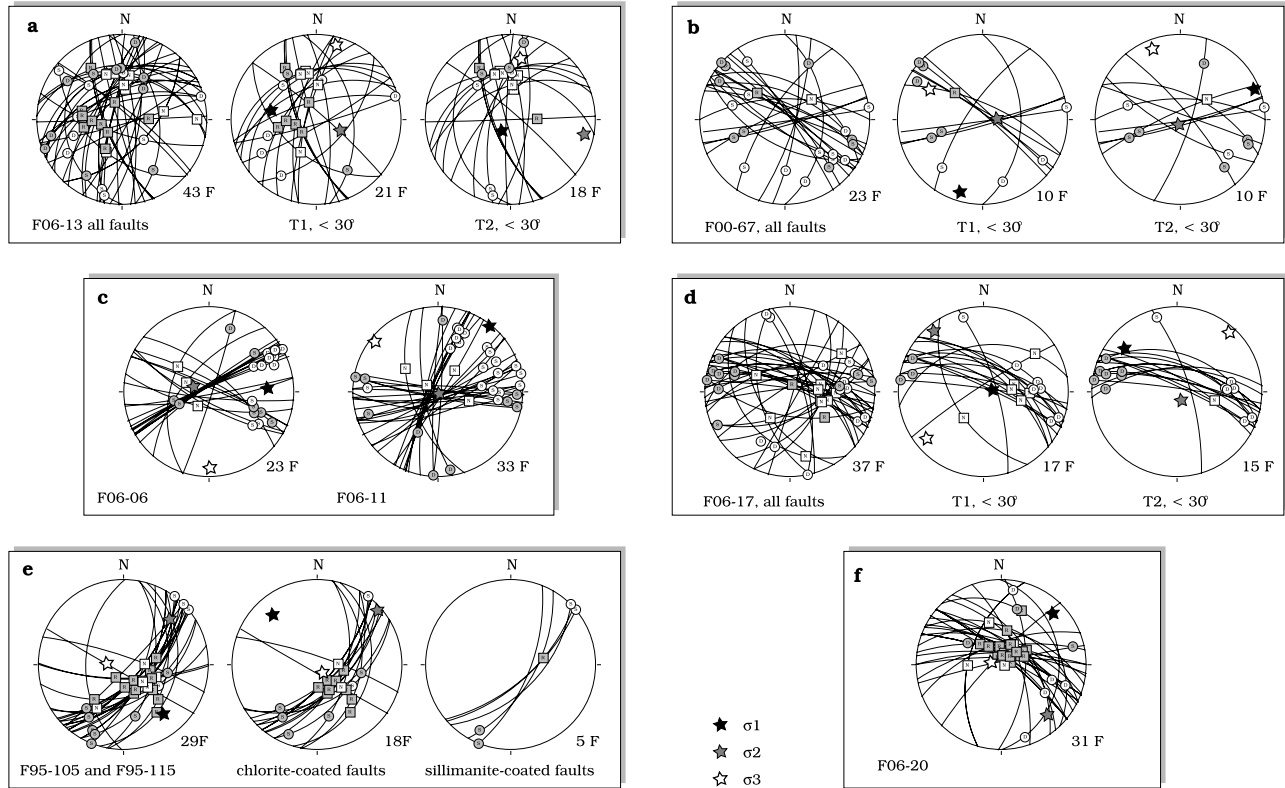 a
N
N
N
43 F
21 F
18 F
F06-13 all faults
T1, < 30°
T2, < 30°
b
N
N
N
23 F
10 F
10 F
F00-67, all faults
T1, < 30°
T2, < 30°
c
N
N
23 F
33 F
F06-06
F06-11
d
N
N
N
37 F
17 F
15 F
F06-17, all faults
T1, < 30°
T2, < 30°
e
N
N
N
29F
18F
5 F
F95-105 and F95-115
chlorite-coated faults
sillimanite-coated faults
σ1
σ2
σ3
f
N
31 F
F06-20